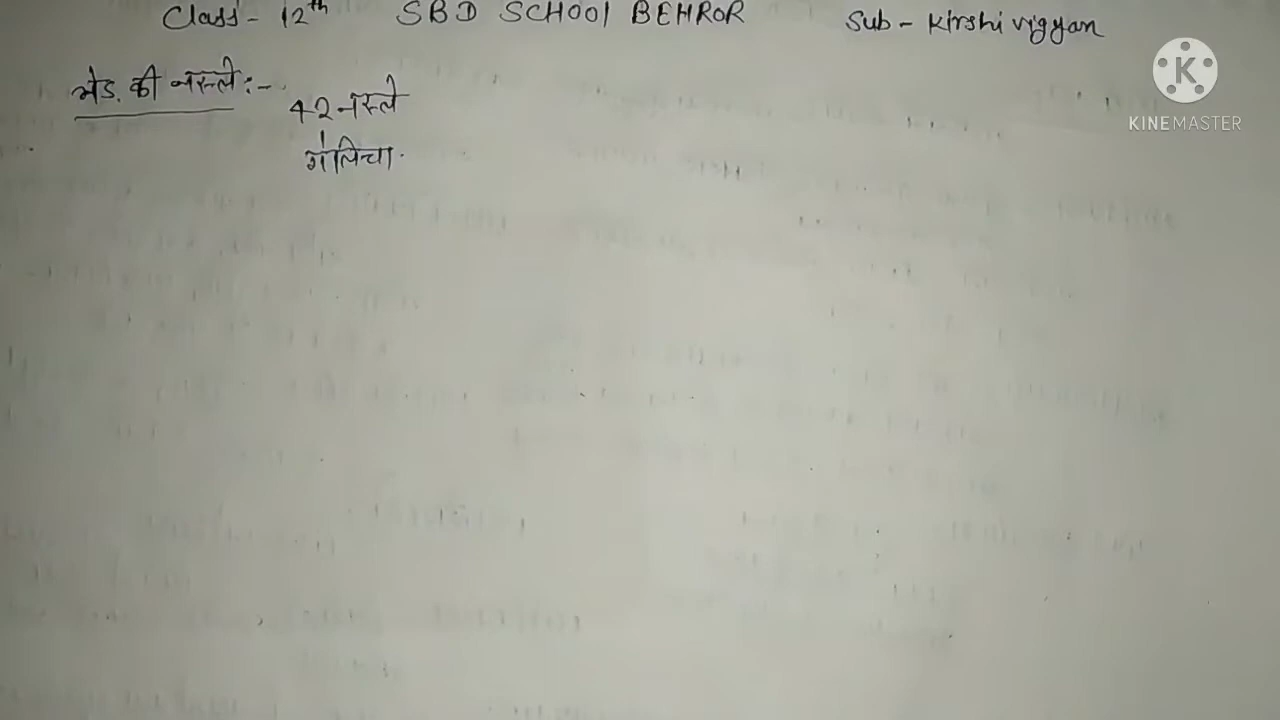 Class - 12th SBD SCHOOl BEHROR Sub - Kirshi vigyan
भेड. की नस्ले :-
42 नस्ले
गलिचा.
K
KINEMASTER